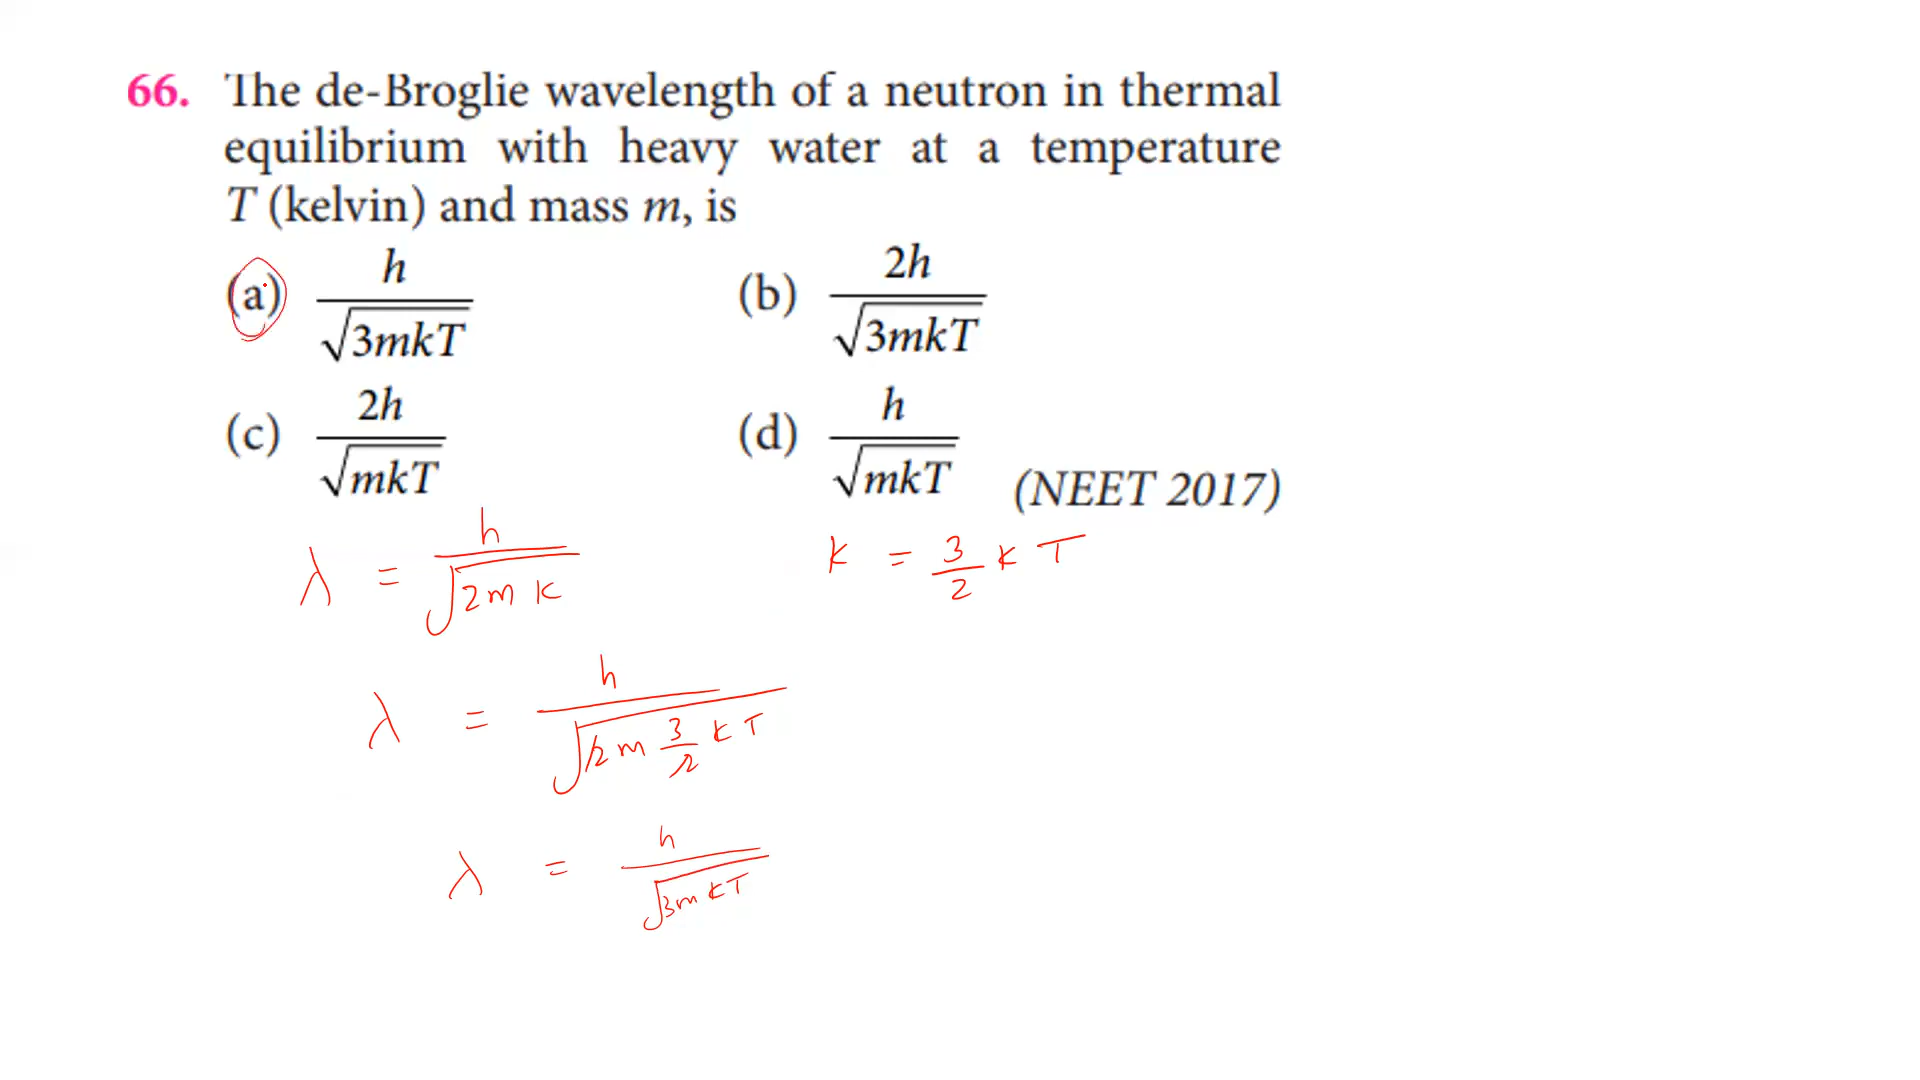 66. The de-Broglie wavelength of a neutron in thermal
equilibrium with heavy water at a temperature
T (kelvin) and mass m, is
(a) h/√3mkT (b) 2h/√3mkT
(c) 2h/√mkT (d) h/√mkT (NEET 2017)
λ = h/√2mk k = 3/2 k T
λ = h/√2m 3/2 kT
λ = h/√3mkT